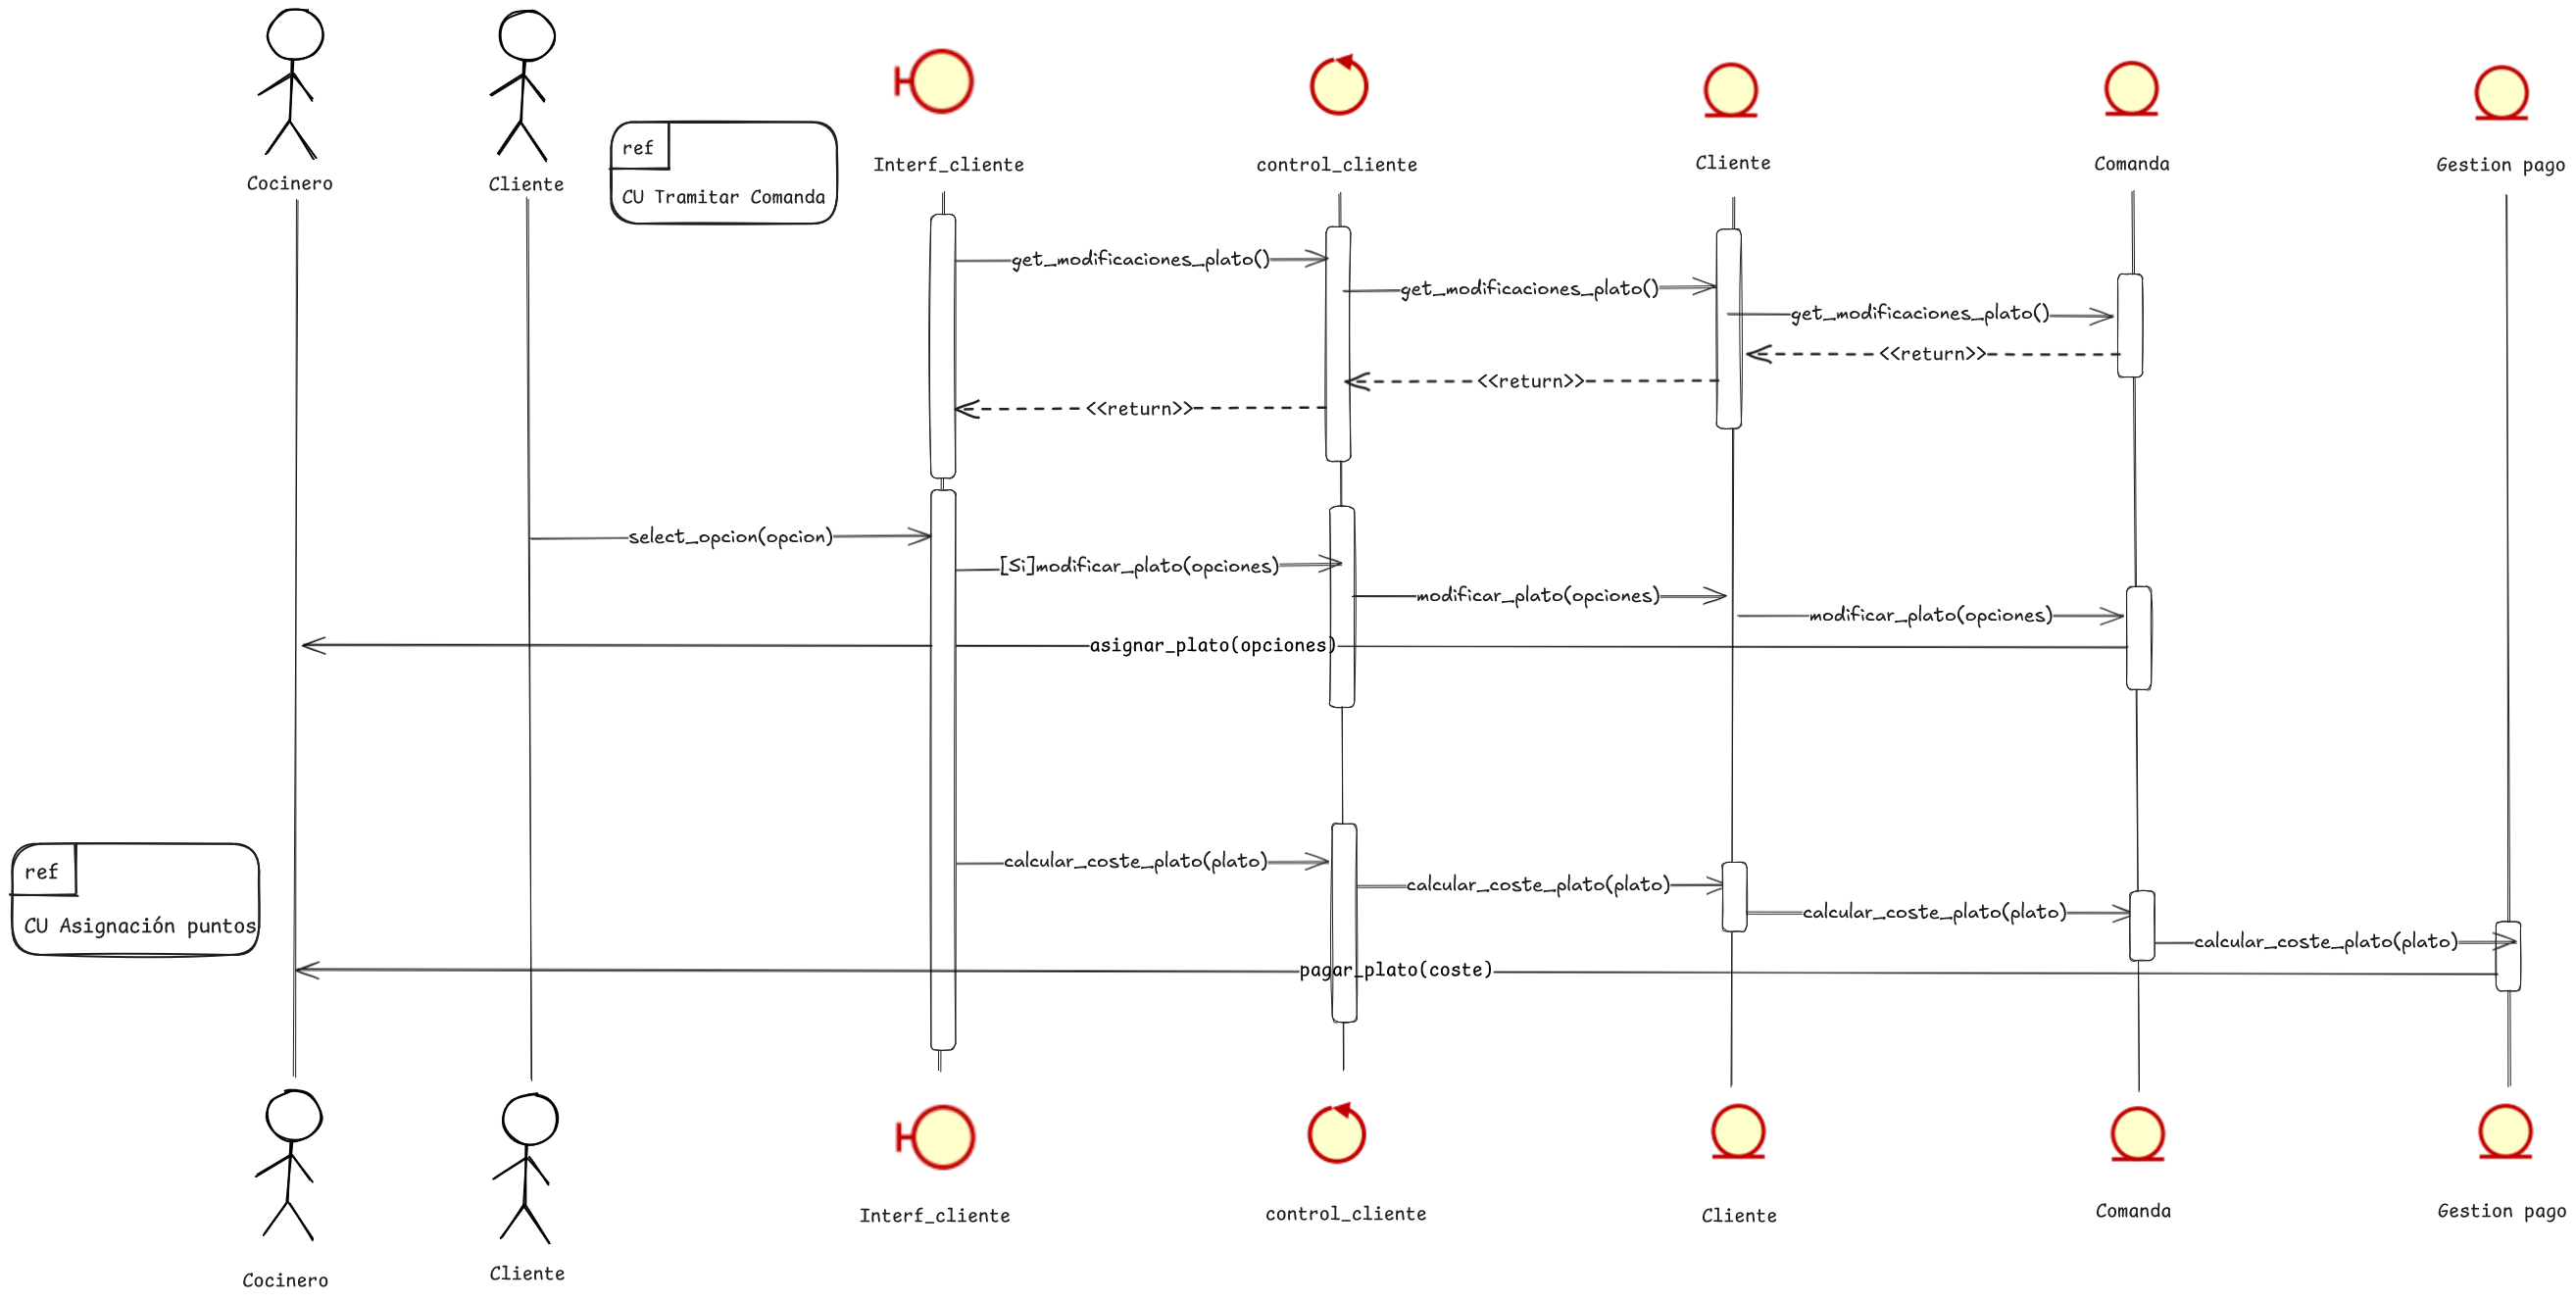 Cocinero
Cliente
ref
CU Tramitar Comanda
Interf_cliente
control_cliente
Cliente
Comanda
Gestion pago
get_modificaciones_plato()
get_modificaciones_plato()
get_modificaciones_plato()
<<return>>
<<return>>
<<return>>
select_opcion(opcion)
[Si]modificar_plato(opciones)
modificar_plato(opciones)
modificar_plato(opciones)
asignar_plato(opciones)
ref
CU Asignación puntos
calcular_coste_plato(plato)
calcular_coste_plato(plato)
calcular_coste_plato(plato)
calcular_coste_plato(plato)
pagar_plato(coste)
Cocinero
Cliente
Interf_cliente
control_cliente
Cliente
Comanda
Gestion pago